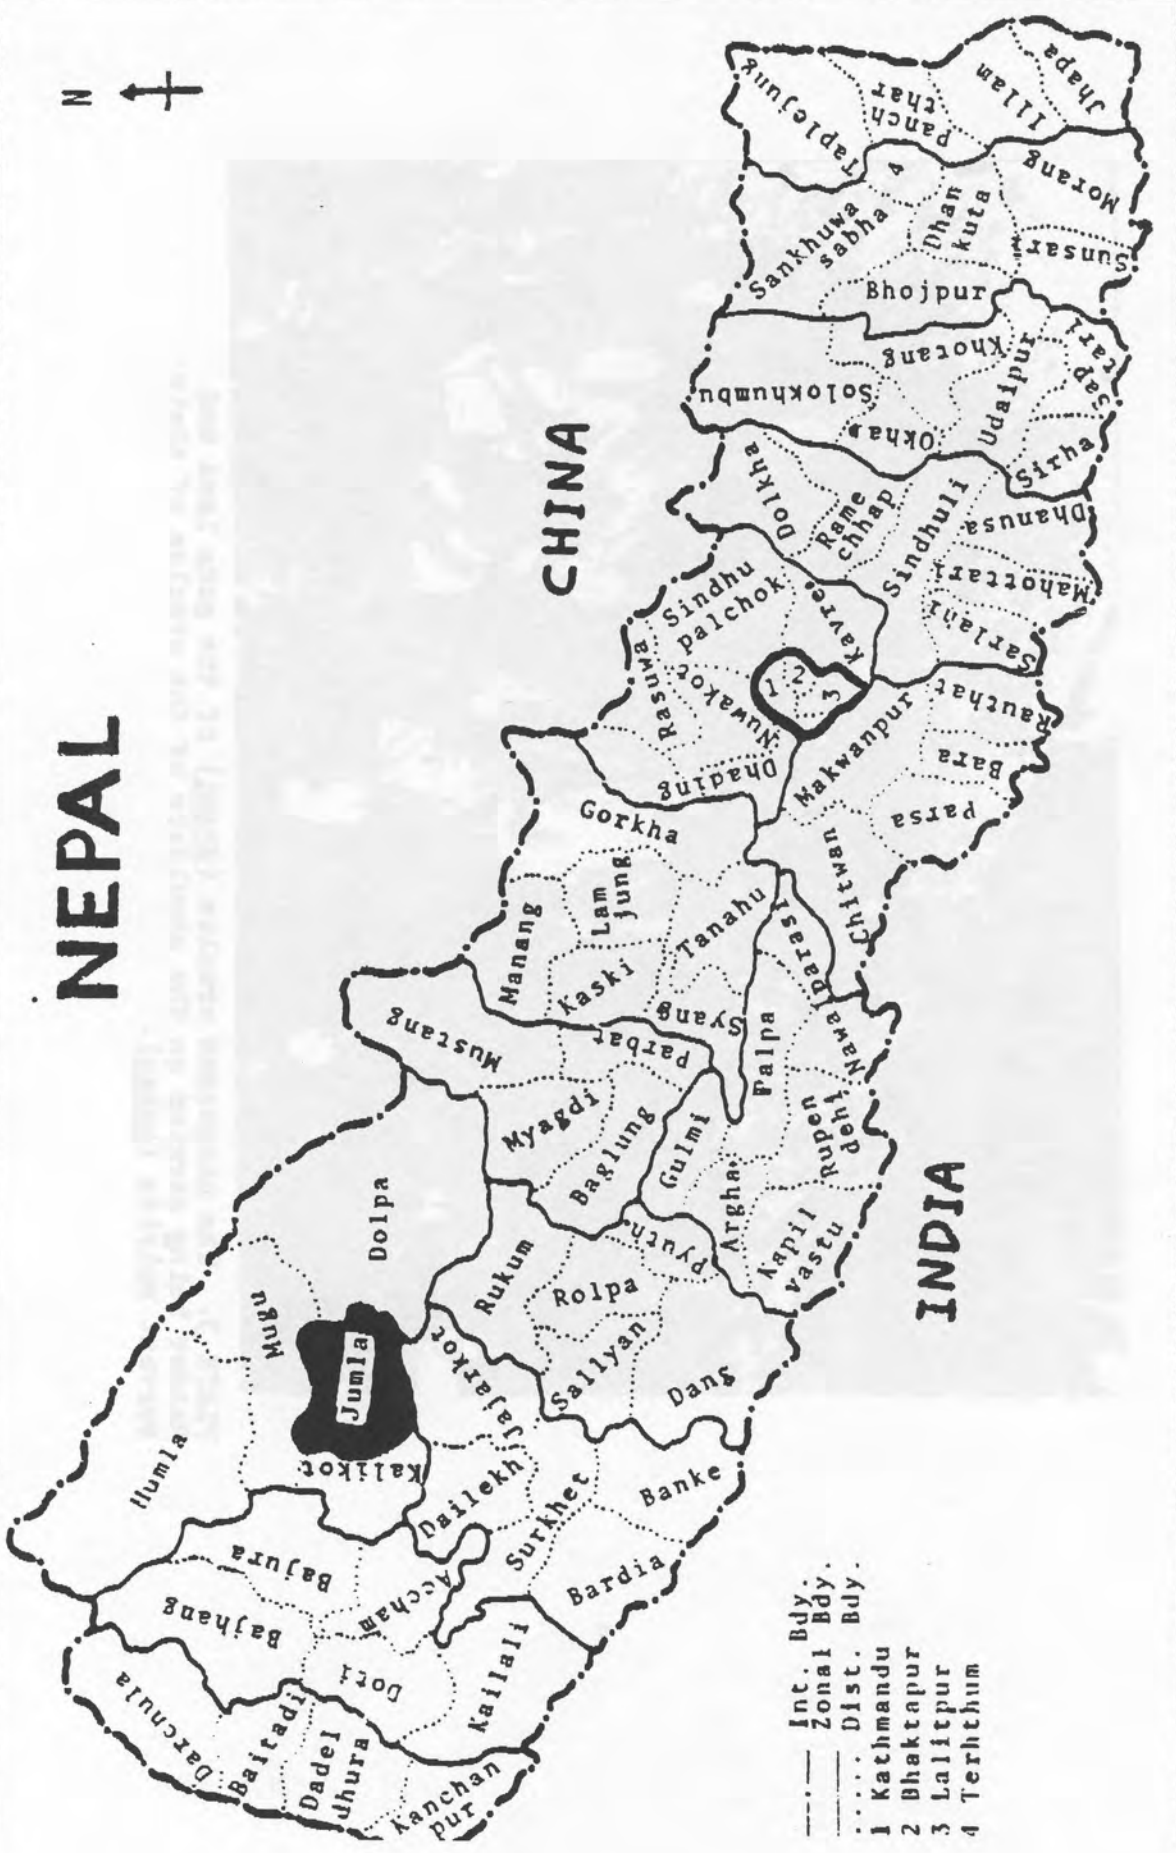 NEPAL
N
CHINA
INDIA
Humla
Mugu
Dolpa
Jumla
Kalikot
Bajura
Bajhang
Darchula
Baitadi
Dadel
dhura
Kanchan
pur
Doti
Accham
Kailali
Dailekh
Jajarkot
Surkhet
Bardia
Banke
Rukum
Rolpa
Sallyan
Dang
Pyuth.
Mustang
Myagdi
Baglung
Parbat
Gulmi
Argha.
Kapil
vastu
Palpa
Rupen
dehi
Nawal
Parasi
Manang
Lam
jung
Kaski
Gorkha
Tanahu
Syang
Chitwan
Dhading
Rasuwa
Nuwakot
Sindhu
palchok
Kavre
1
2
3
Makwanpur
Parsa
Bara
Rauthat
Dolkha
Rame
chhap
Sindhuli
Sarlahi
Mahottari
Dhanusa
Solokhumbu
Okhal
Khotang
Udaipur
Sirha
Sap
tari
Sankhuwa
sabha
Bhojpur
Dhan
kuta
4
Sunsar
Morang
Taplejung
Panch
thar
Illam
Jhapa
Int. Bdy.
Zonal Bdy.
Dist. Bdy.
1 Kathmandu
2 Bhaktapur
3 Lalitpur
4 Terhthum